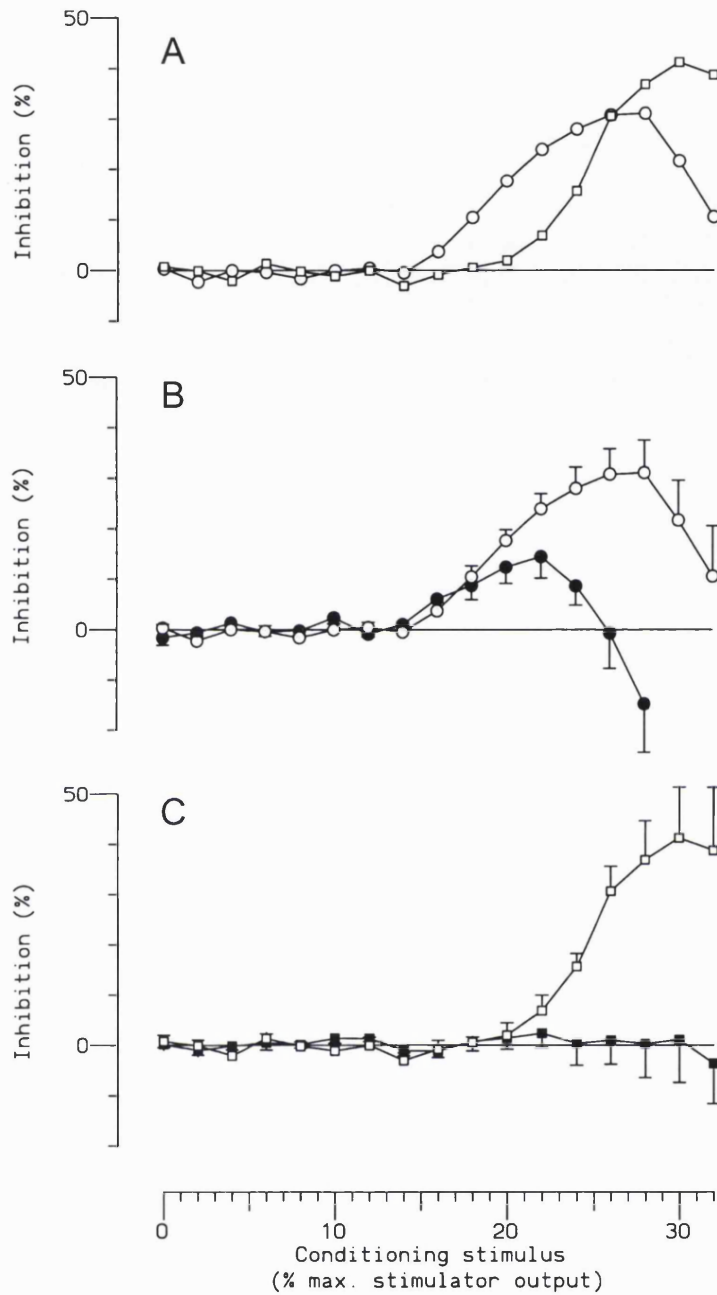 50
A
Inhibition (%)
0
50
B
Inhibition (%)
0
50
C
Inhibition (%)
0
0 10 20 30
Conditioning stimulus
(% max. stimulator output)